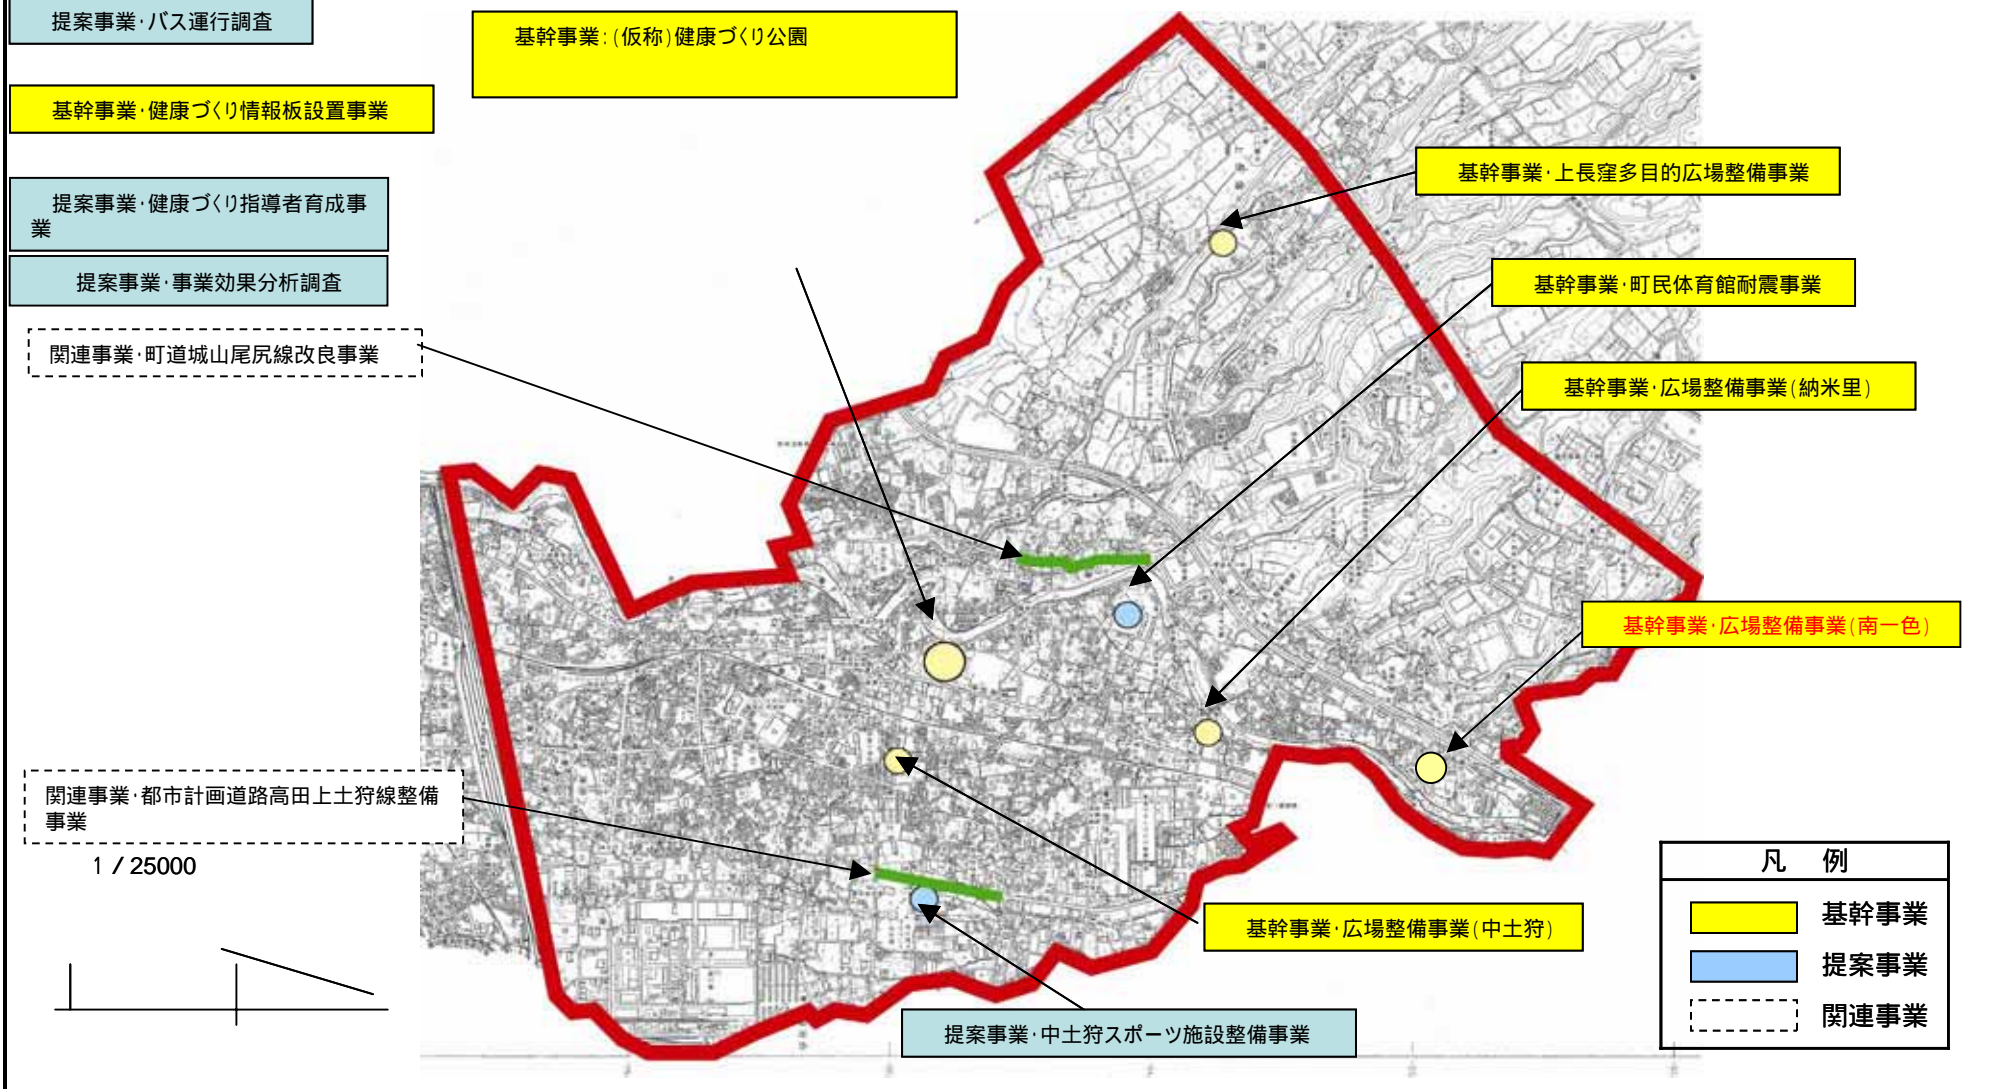 提案事業・バス運行調査
基幹事業:(仮称)健康づくり公園
基幹事業・健康づくり情報板設置事業
提案事業・健康づくり指導者育成事
業
提案事業・事業効果分析調査
関連事業・町道城山尾尻線改良事業
基幹事業・上長窪多目的広場整備事業
基幹事業・町民体育館耐震事業
基幹事業・広場整備事業(納米里)
基幹事業・広場整備事業(南一色)
関連事業・都市計画道路高田上土狩線整備
事業
1 / 25000
基幹事業・広場整備事業(中土狩)
提案事業・中土狩スポーツ施設整備事業
凡 例
基幹事業
提案事業
関連事業